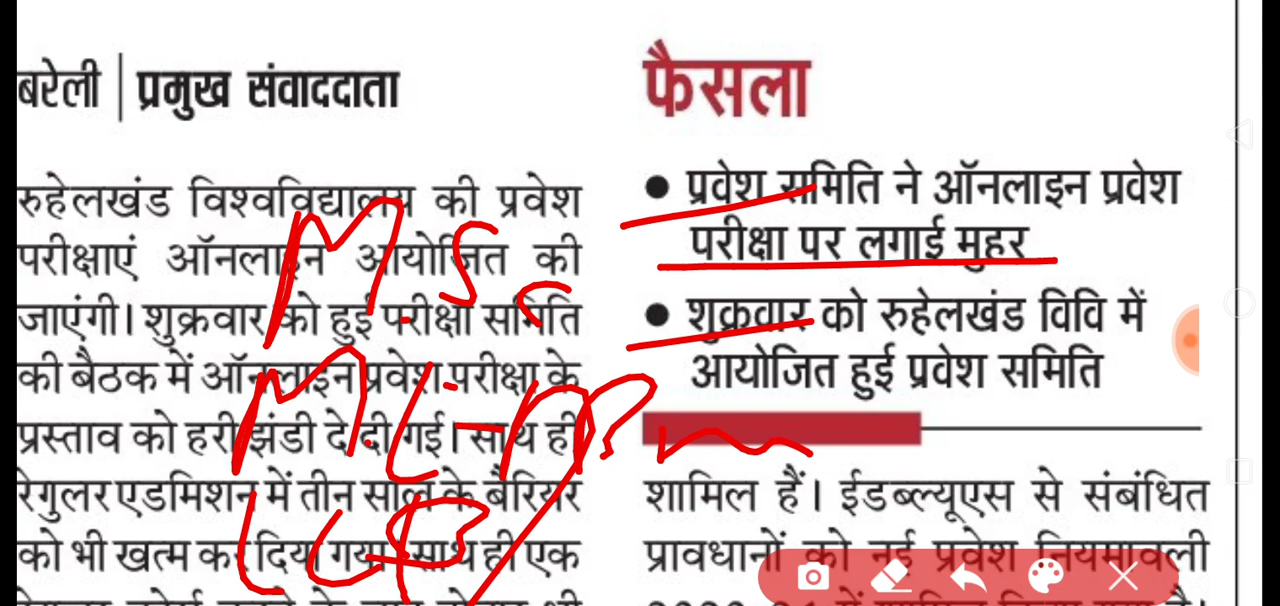 बरेली | प्रमुख संवाददाता
रुहेलखंड विश्वविद्यालय की प्रवेश
परीक्षाएं ऑनलाइन आयोजित की
जाएंगी। शुक्रवार को हुई परीक्षा समिति
की बैठक में ऑनलाइन प्रवेश परीक्षा के
प्रस्ताव को हरी झंडी दे दी गई। साथ ही
रेगुलर एडमिशन में तीन साल के बैरियर
को भी खत्म कर दिया गया। साथ ही एक
फैसला
● प्रवेश समिति ने ऑनलाइन प्रवेश
परीक्षा पर लगाई मुहर
● शुक्रवार को रुहेलखंड विवि में
आयोजित हुई प्रवेश समिति
शामिल हैं। ईडब्ल्यूएस से संबंधित
प्रावधानों को नई प्रवेश नियमावली
M.Sc
LLB